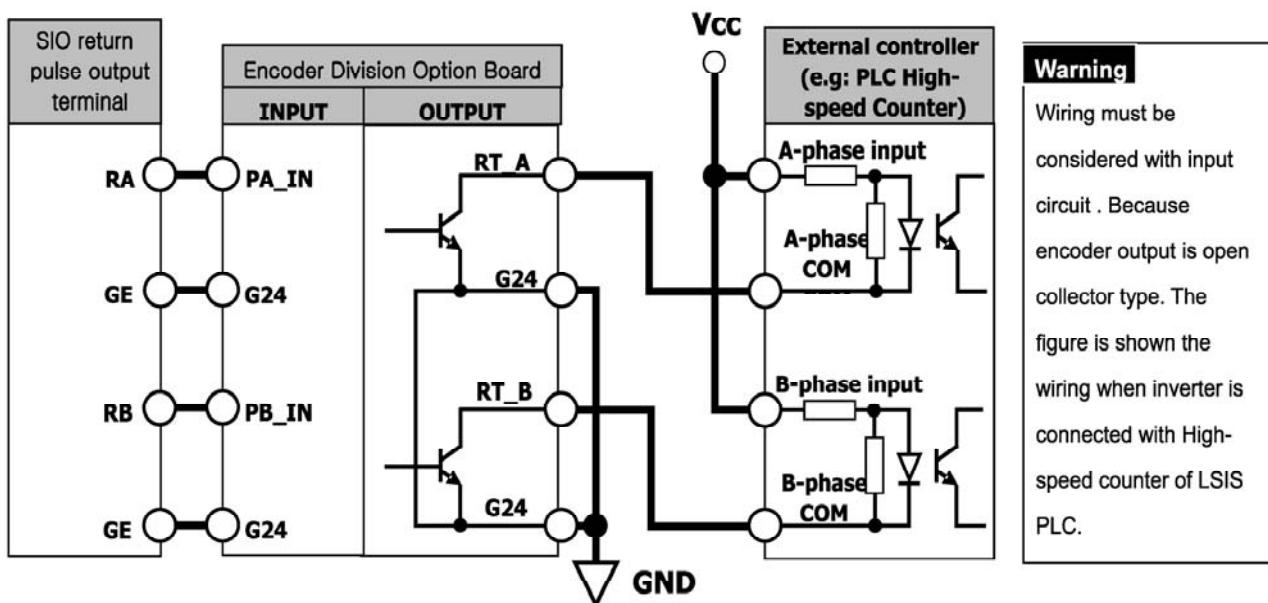 SIO return
pulse output
terminal
RA
GE
RB
GE
Encoder Division Option Board
INPUT
OUTPUT
PA_IN
G24
PB_IN
G24
RT_A
G24
RT_B
G24
GND
Vcc
External controller
(e.g: PLC High-
speed Counter)
A-phase input
A-phase
COM
B-phase input
B-phase
COM
Warning
Wiring must be
considered with input
circuit . Because
encoder output is open
collector type. The
figure is shown the
wiring when inverter is
connected with High-
speed counter of LSIS
PLC.